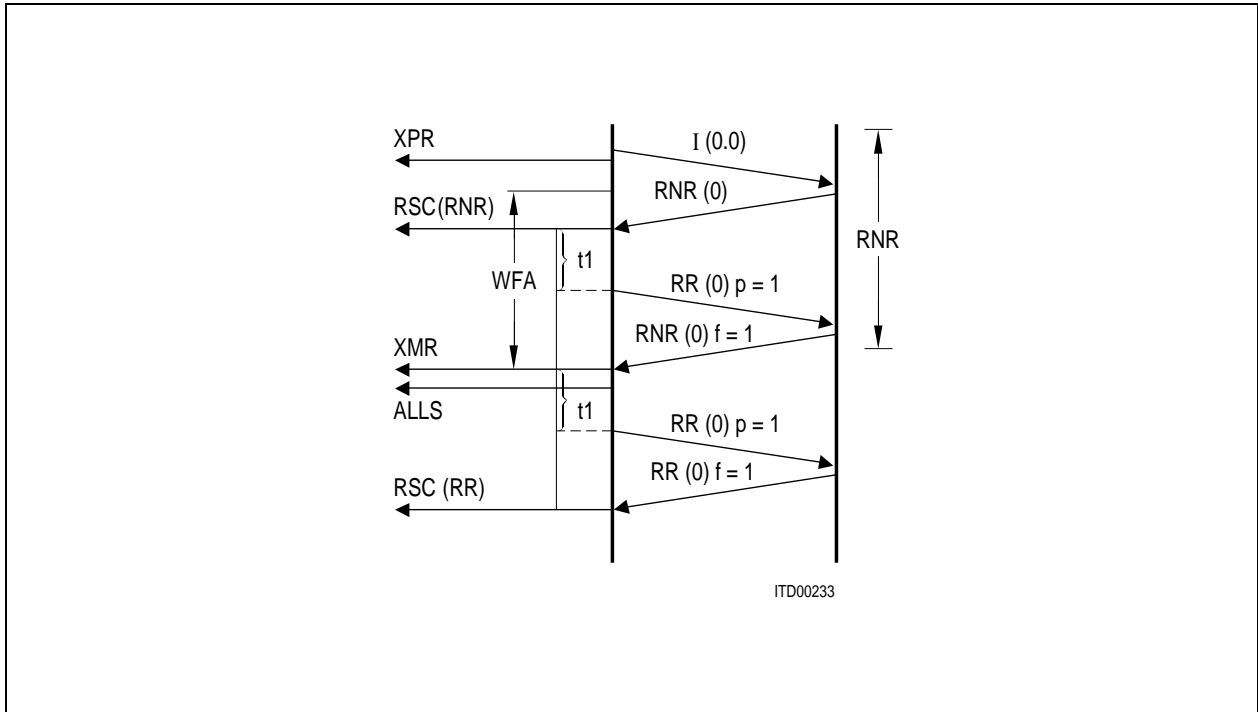 XPR
I (0.0)
RNR (0)
RSC(RNR)
RNR
t1
WFA
RR (0) p = 1
RNR (0) f = 1
XMR
ALLS
t1
RR (0) p = 1
RR (0) f = 1
RSC (RR)
ITD00233